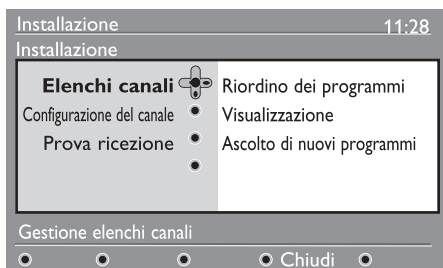 Installazione 11:28
Installazione
Elenchi canali Riordino dei programmi
Configurazione del canale Visualizzazione
Prova ricezione Ascolto di nuovi programmi
Gestione elenchi canali
Chiudi